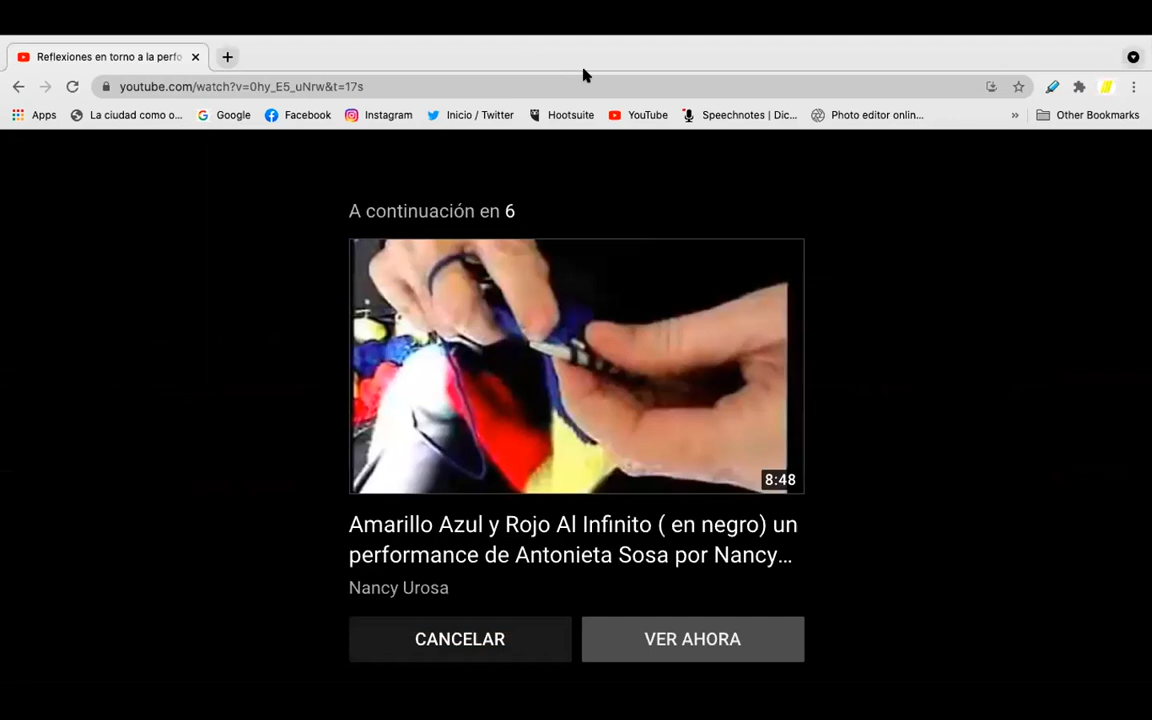 Reflexiones en torno a la perfo
youtube.com/watch?v=0hy_E5_uNrw&t=17s
Apps La ciudad como o... Google Facebook Instagram Inicio / Twitter Hootsuite YouTube Speechnotes | Dic... Photo editor onlin... » Other Bookmarks
A continuación en 6
8:48
Amarillo Azul y Rojo Al Infinito ( en negro) un
performance de Antonieta Sosa por Nancy...
Nancy Urosa
CANCELAR VER AHORA